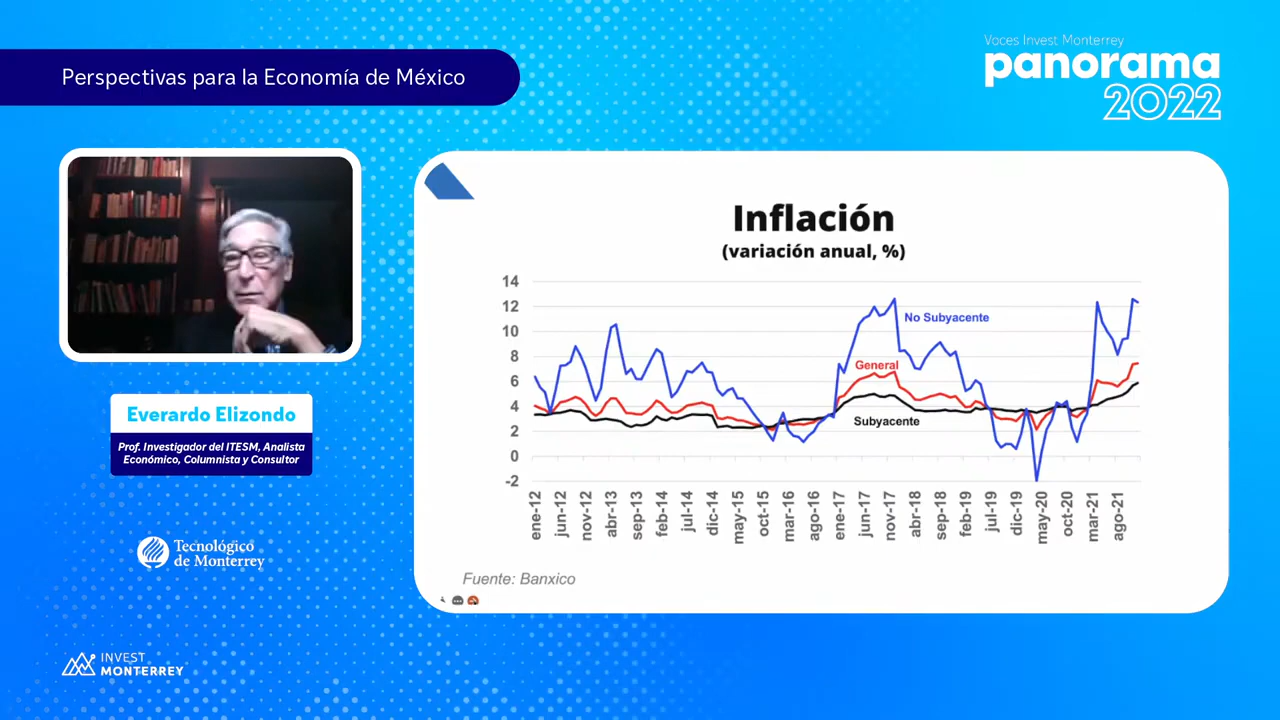 Perspectivas para la Economía de México
Voces Invest Monterrey
panorama
2022
Everardo Elizondo
Prof. Investigador del ITESM, Analista
Económico, Columnista y Consultor
Tecnológico
de Monterrey
INVEST
MONTERREY
Inflación
(variación anual, %)
14
12
10
8
6
4
2
0
-2
No Subyacente
General
Subyacente
ene-12
jun-12
nov-12
abr-13
sep-13
feb-14
jul-14
dic-14
may-15
oct-15
mar-16
ago-16
ene-17
jun-17
nov-17
abr-18
sep-18
feb-19
jul-19
dic-19
may-20
oct-20
mar-21
ago-21
Fuente: Banxico